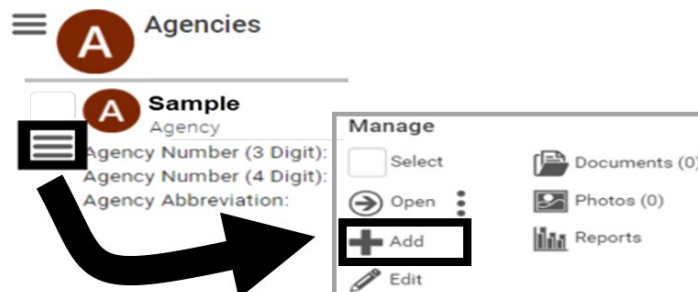 A Agencies
A Sample
Agency
Agency Number (3 Digit):
Agency Number (4 Digit):
Agency Abbreviation:
Manage
Select
Documents (0)
Open
Photos (0)
Add
Reports
Edit